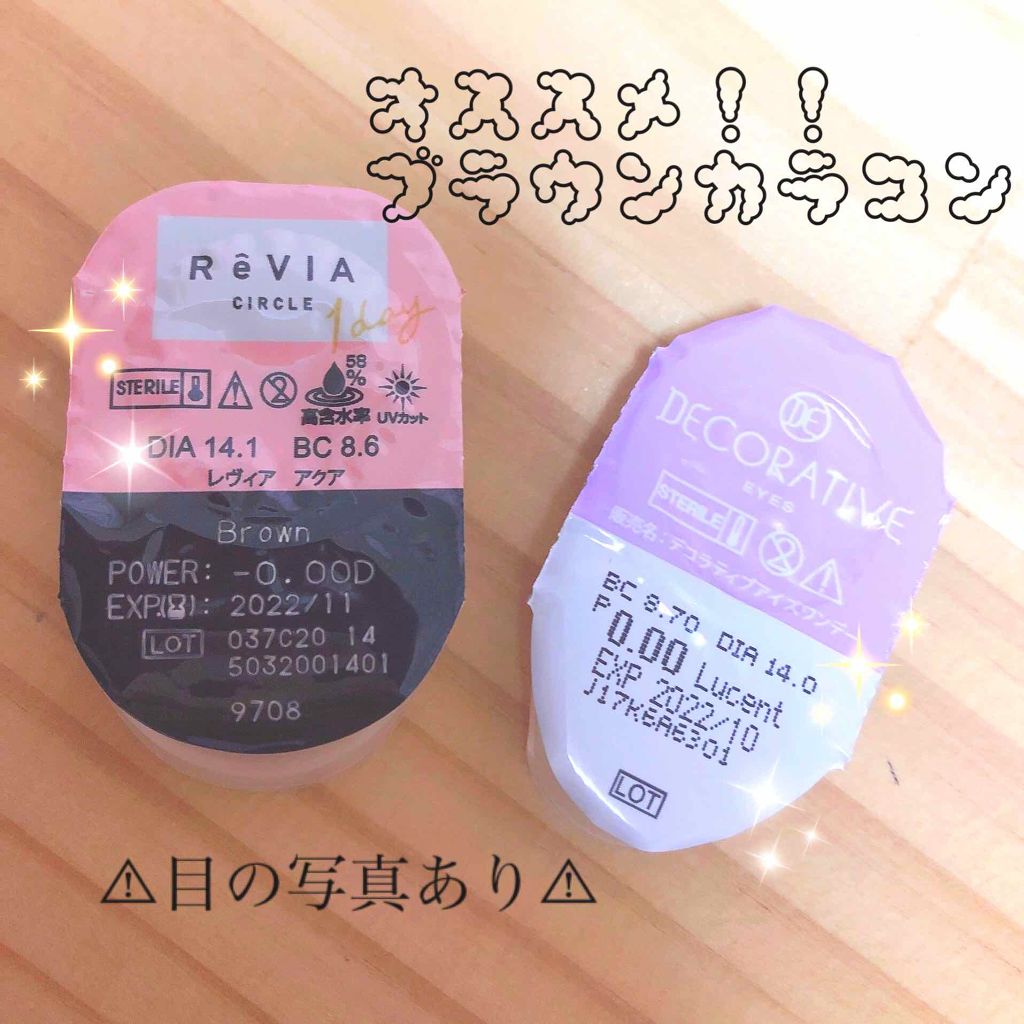 オススメ！！
ブラウンカラコン
RêVIA
CIRCLE
1day
STERILE
58
%
高含水率 UVカット
DIA 14.1 BC 8.6
レヴィア アクア
Brown
POWER: -0.00D
EXP(): 2022/11
LOT 037C20 14
5032001401
9708
DE
DECORATIVE
EYES
STERILE
販売名:デコラティブアイズワンデー
BC 8.70 DIA 14.0
P 0.00 Lucent
EXP 2022/10
J17KEA6301
LOT
⚠目の写真あり⚠